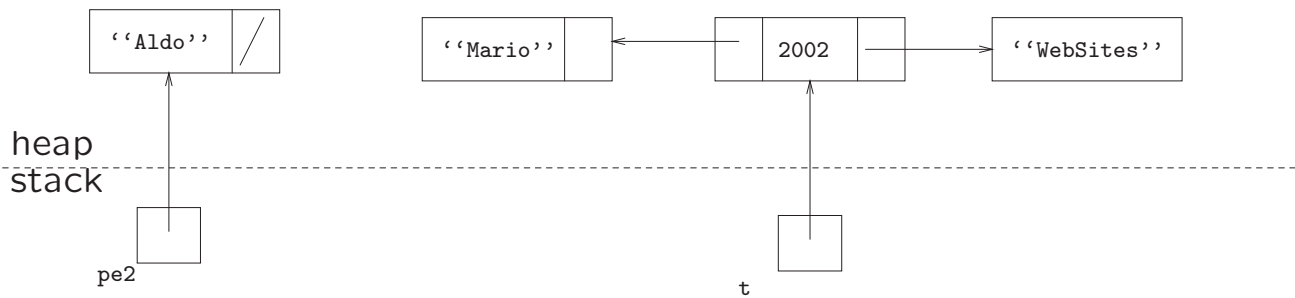 ‘‘Aldo’’ ‘‘Mario’’ 2002 ‘‘WebSites’’
heap
stack
pe2
t